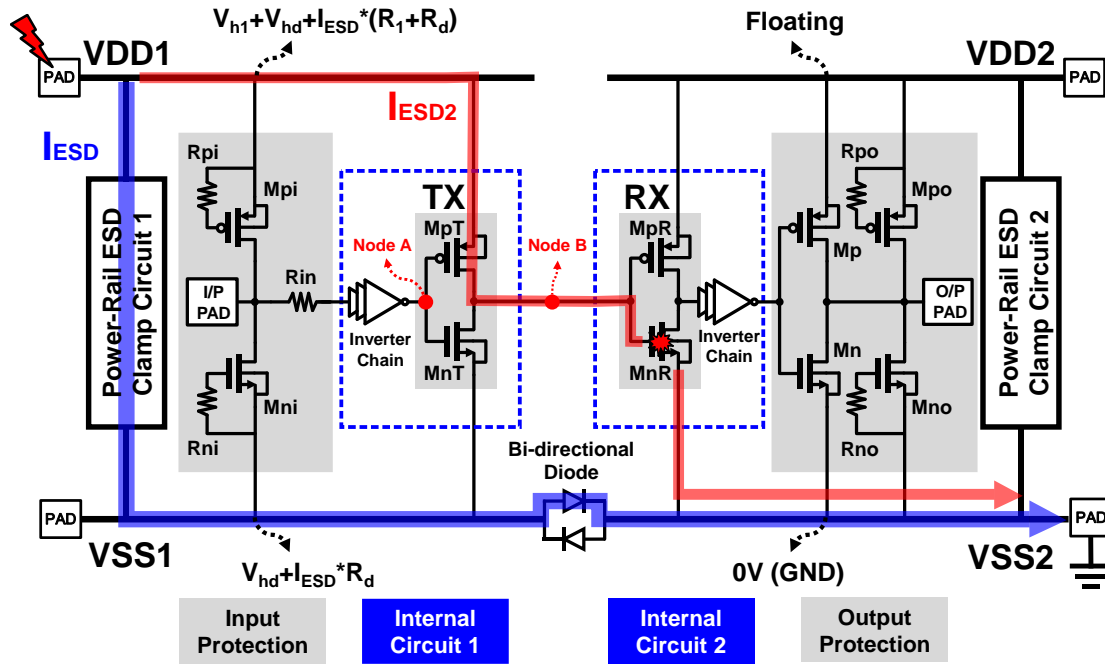 Vh1+Vhd+IESD*(R1+Rd)
Floating
VDD1
VDD2
PAD
PAD
IESD2
IESD
Rpi
Mpi
TX
MpT
Node A
Node B
RX
MpR
Rpo
Mpo
Mp
Power-Rail ESD
Clamp Circuit 1
Power-Rail ESD
Clamp Circuit 2
I/P
PAD
Rin
Inverter
Chain
Inverter
Chain
O/P
PAD
Mni
MnT
MnR
Mn
Mno
Rni
Rno
Bi-directional
Diode
PAD
PAD
VSS1
VSS2
Vhd+IESD*Rd
0V (GND)
Input
Protection
Internal
Circuit 1
Internal
Circuit 2
Output
Protection